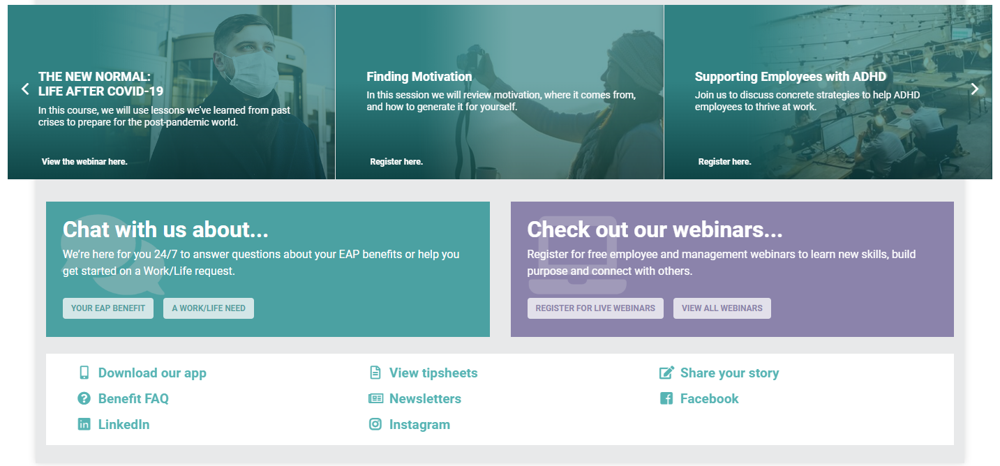 THE NEW NORMAL:
LIFE AFTER COVID-19
In this course, we will use lessons we've learned from past
crises to prepare for the post-pandemic world.
View the webinar here.
Finding Motivation
In this session we will review motivation, where it comes from,
and how to generate it for yourself.
Register here.
Supporting Employees with ADHD
Join us to discuss concrete strategies to help ADHD
employees to thrive at work.
Register here.
Chat with us about...
We're here for you 24/7 to answer questions about your EAP benefits or help you
get started on a Work/Life request.
YOUR EAP BENEFIT
A WORK/LIFE NEED
Check out our webinars...
Register for free employee and management webinars to learn new skills, build
purpose and connect with others.
REGISTER FOR LIVE WEBINARS
VIEW ALL WEBINARS
Download our app
View tipsheets
Share your story
Benefit FAQ
Newsletters
Facebook
LinkedIn
Instagram